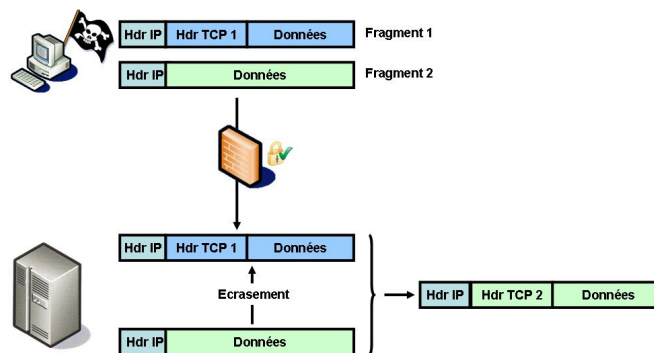 Hdr IP Hdr TCP 1 Données Fragment 1
Hdr IP Données Fragment 2
Hdr IP Hdr TCP 1 Données
Ecrasement
Hdr IP Hdr TCP 2 Données
Hdr IP Données